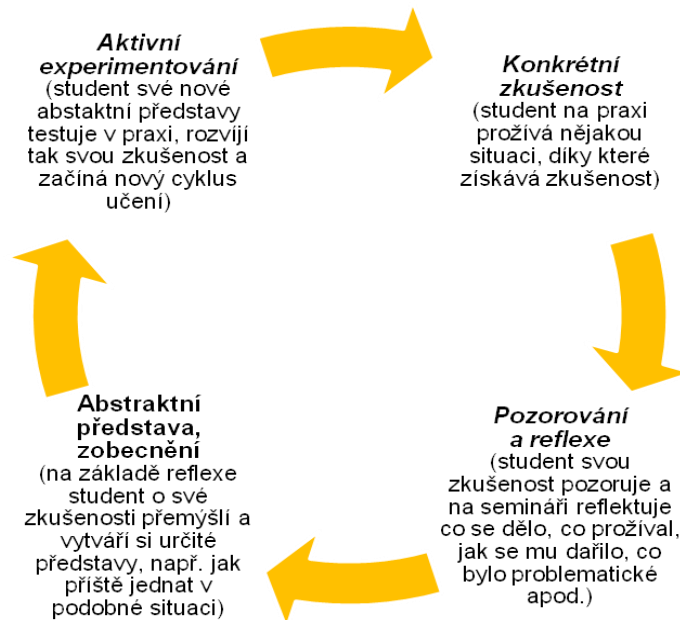 Aktivní
experimentování
(student své nové
abstaktní představy
testuje v praxi, rozvíjí
tak svou zkušenost a
začíná nový cyklus
učení)
Konkrétní
zkušenost
(student na praxi
prožívá nějakou
situaci, díky které
získává zkušenost)
Pozorování
a reflexe
(student svou
zkušenost pozoruje a
na semináři reflektuje
co se dělo, co prožíval,
jak se mu dařilo, co
bylo problematické
apod.)
Abstraktní
představa,
zobecnění
(na základě reflexe
student o své
zkušenosti přemýšlí a
vytváří si určité
představy, např. jak
příště jednat v
podobné situaci)